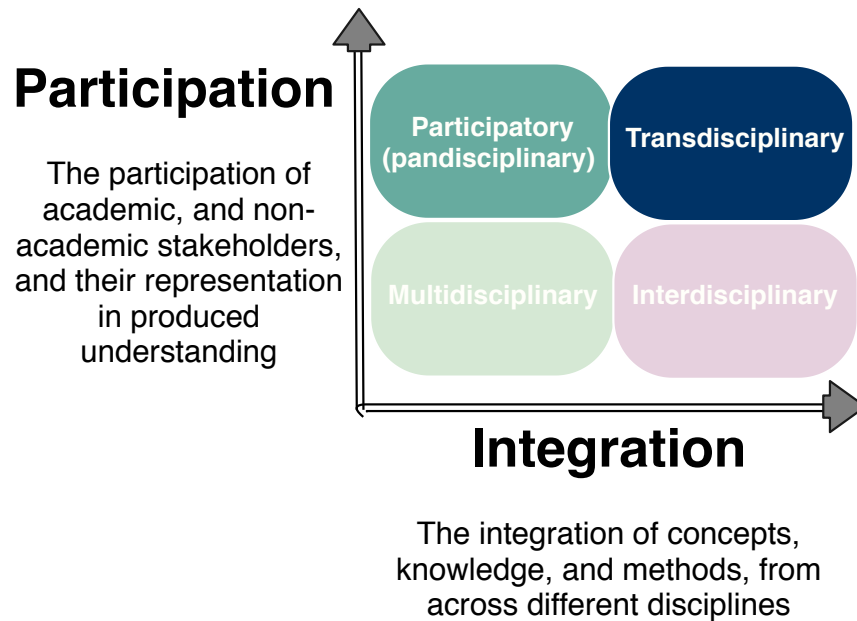 Participation
The participation of
academic, and non-
academic stakeholders,
and their representation
in produced
understanding
Participatory
(pandisciplinary)
Transdisciplinary
Multidisciplinary
Interdisciplinary
Integration
The integration of concepts,
knowledge, and methods, from
across different disciplines